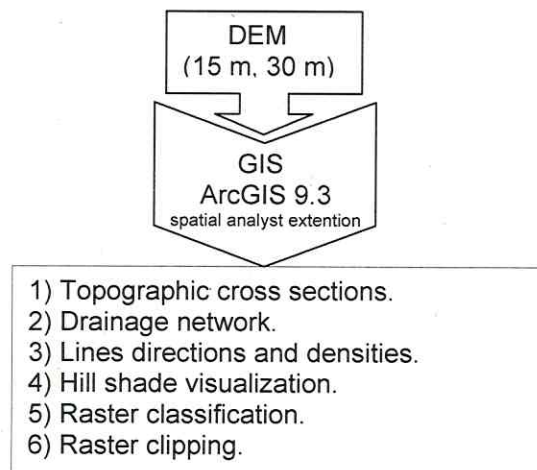 DEM
(15 m, 30 m)
GIS
ArcGIS 9.3
spatial analyst extention
1) Topographic cross sections.
2) Drainage network.
3) Lines directions and densities.
4) Hill shade visualization.
5) Raster classification.
6) Raster clipping.